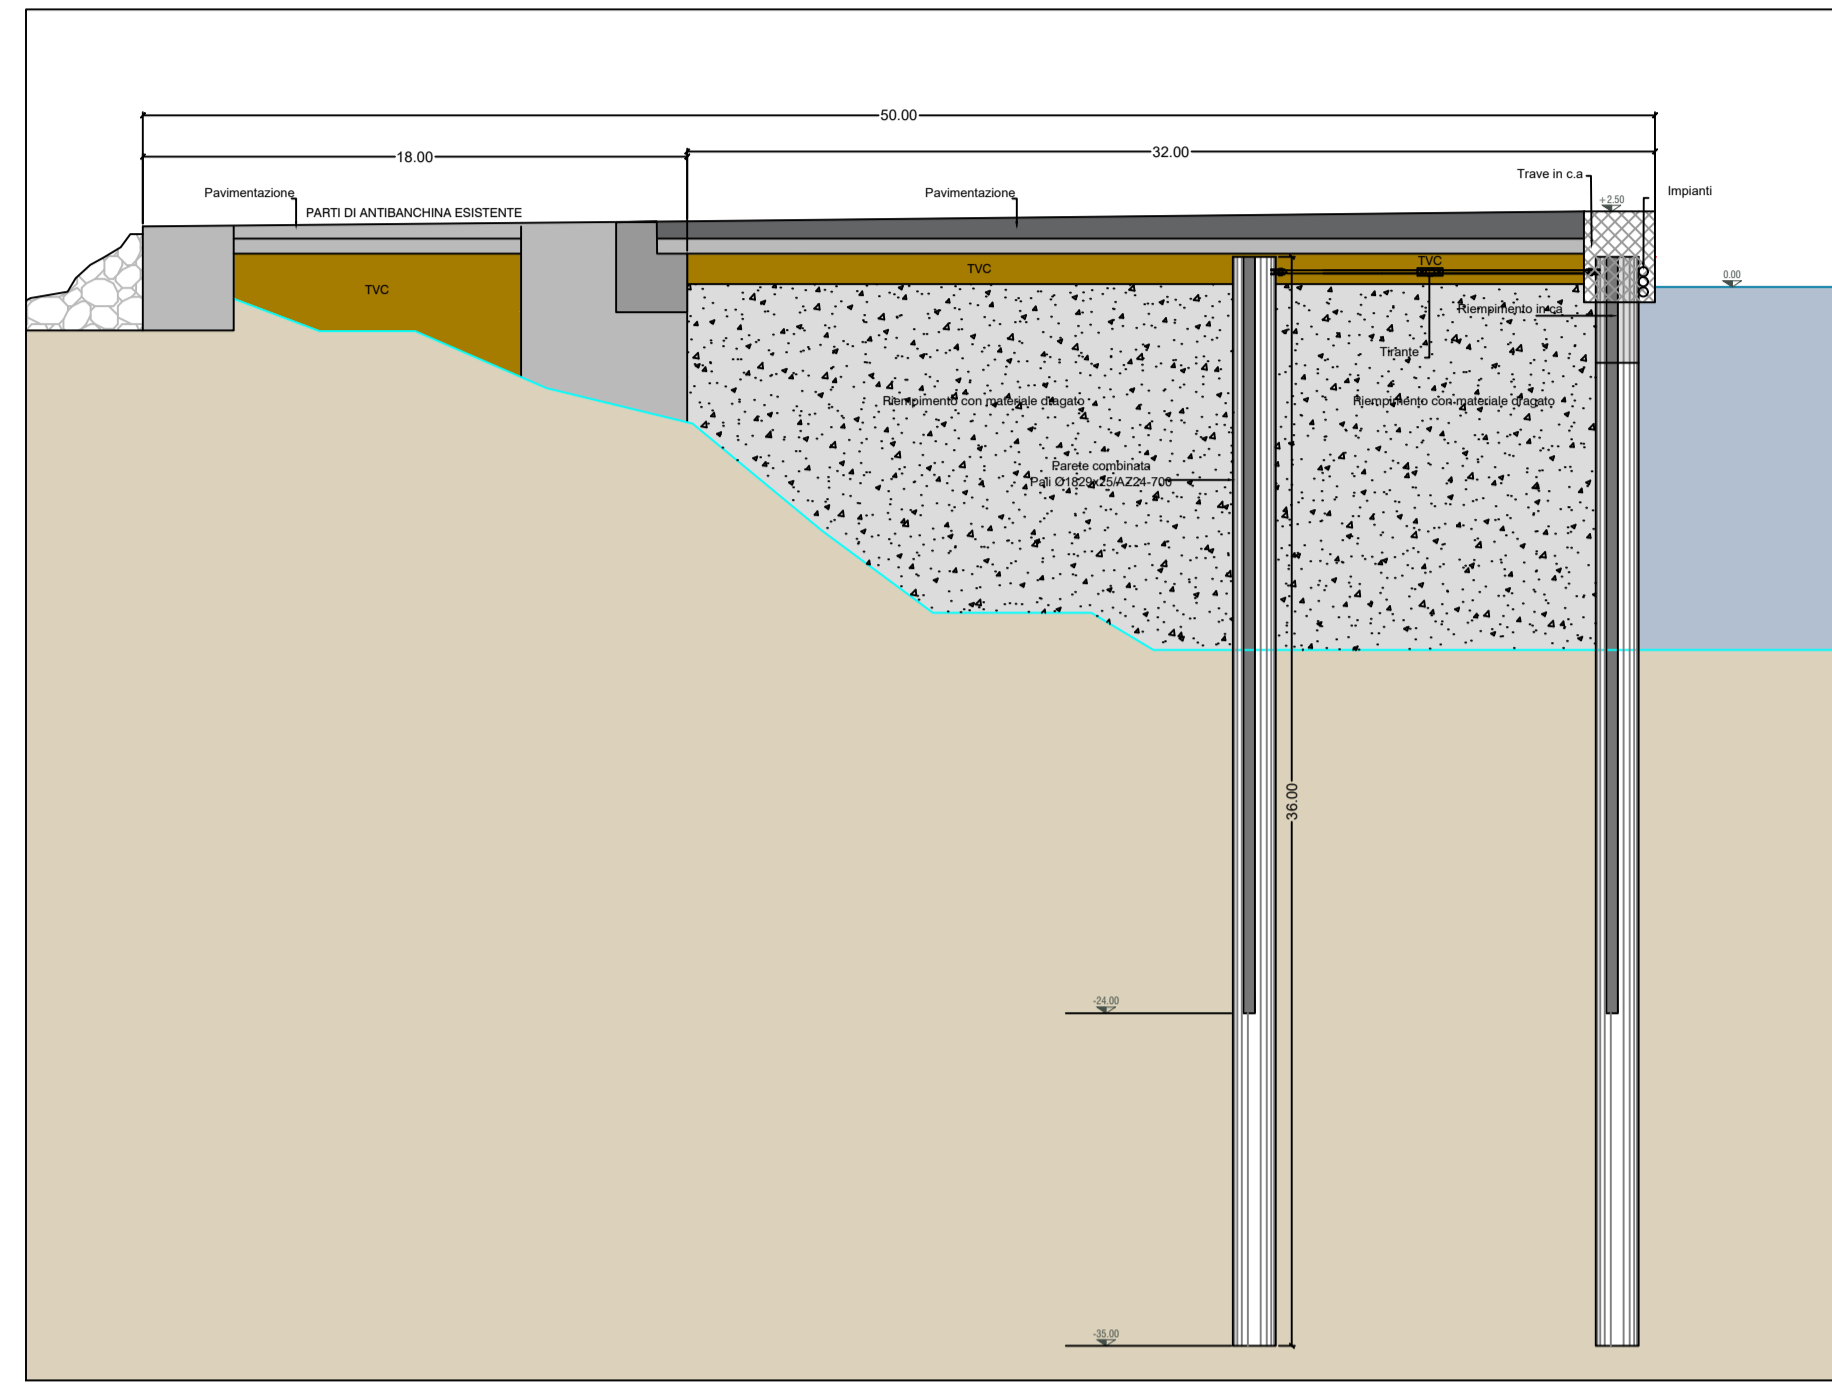 50.00
18.00
32.00
Trave in c.a
Pavimentazione
Pavimentazione
Impianti
+2.50
PARTI DI ANTIBANCHINA ESISTENTE
TVC
TVC
TVC
0.00
Riempimento in ca
Tirante
Riempimento con materiale dragato
Riempimento con materiale dragato
Parete combinata
Pali Ø1829x25/AZ24-700
36.00
-24.00
-35.00